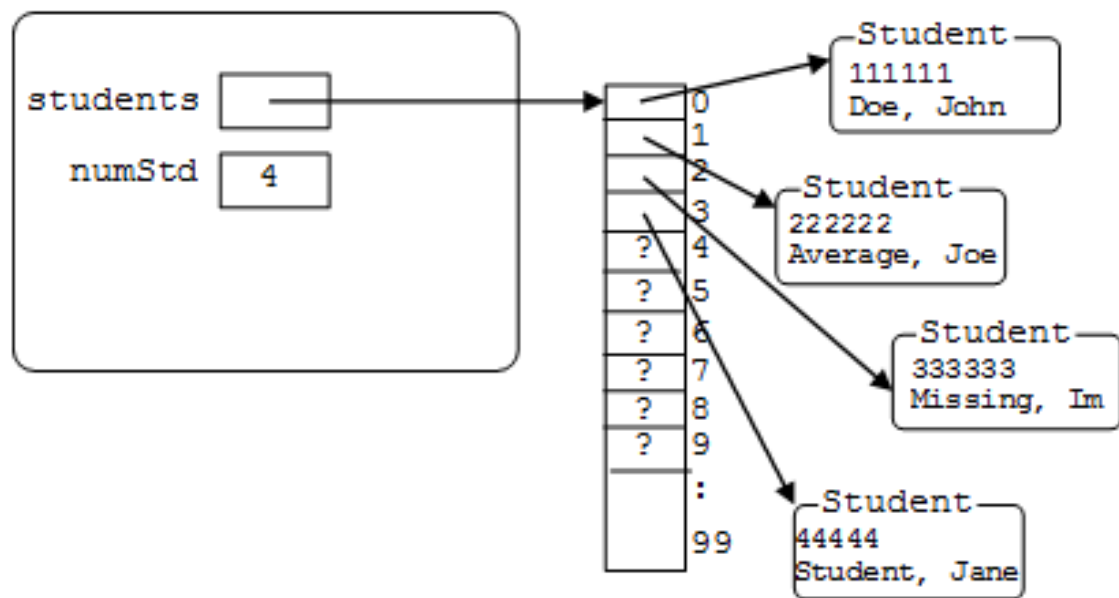 students
numStd 4
0
1
2
3
? 4
? 5
? 6
? 7
? 8
? 9
:
99
Student
111111
Doe, John
Student
222222
Average, Joe
Student
333333
Missing, Im
Student
44444
Student, Jane